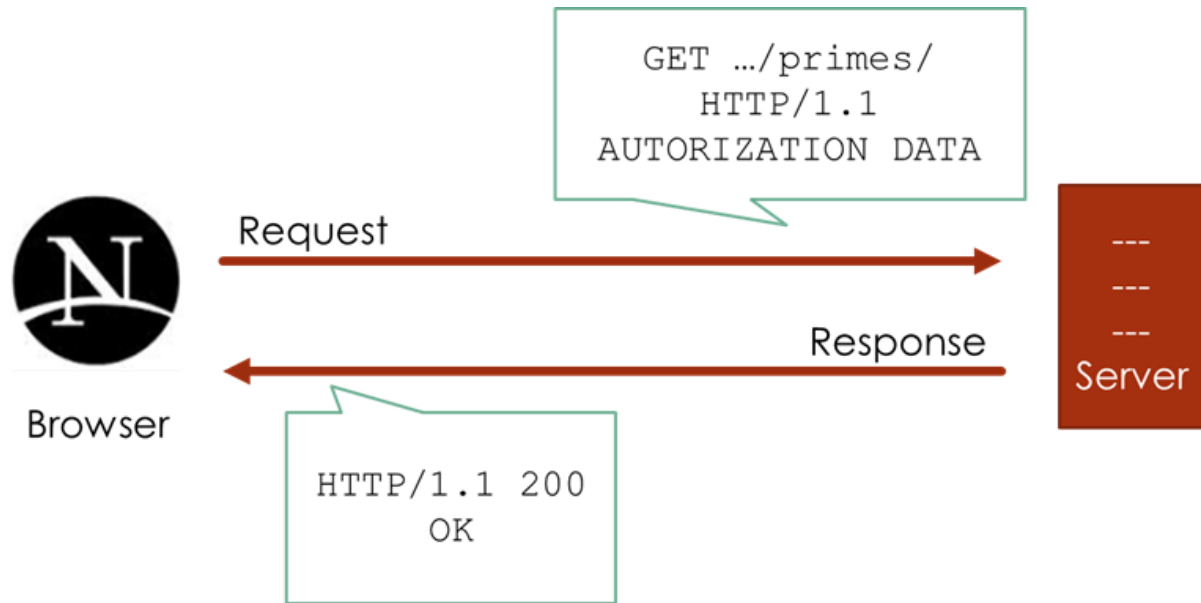 GET …/primes/
HTTP/1.1
AUTORIZATION DATA
Request
N
---
---
---
Response
Server
Browser
HTTP/1.1 200
OK